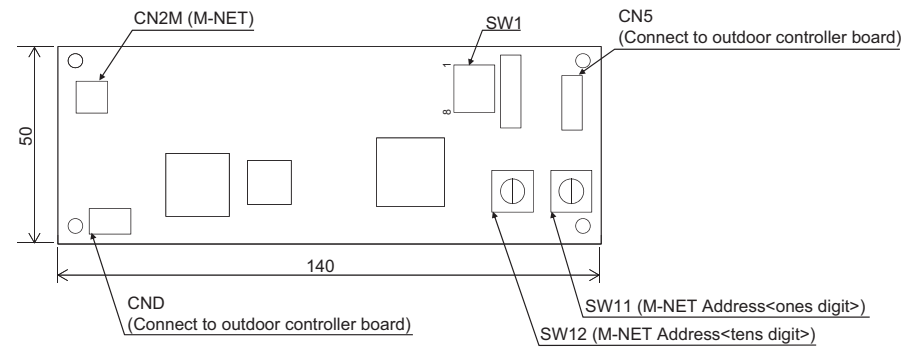 CN2M (M-NET)
SW1
CN5
(Connect to outdoor controller board)
1
8
50
140
CND
(Connect to outdoor controller board)
SW11 (M-NET Address<ones digit>)
SW12 (M-NET Address<tens digit>)